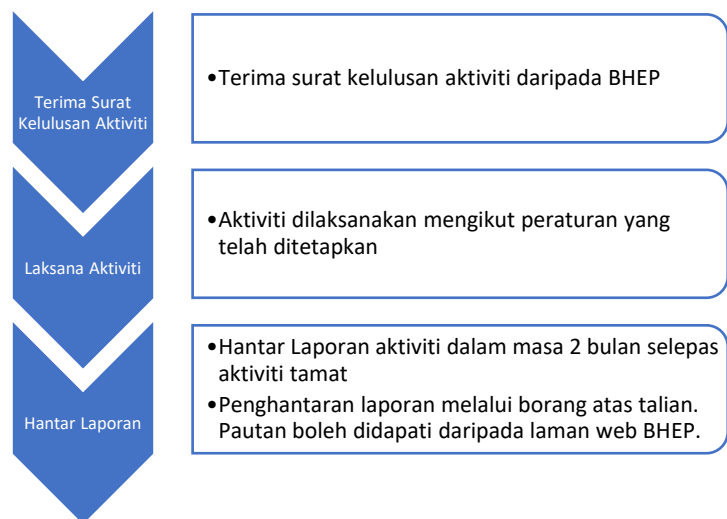 Terima Surat
Kelulusan Aktiviti
•Terima surat kelulusan aktiviti daripada BHEP
Laksana Aktiviti
•Aktiviti dilaksanakan mengikut peraturan yang
telah ditetapkan
Hantar Laporan
•Hantar Laporan aktiviti dalam masa 2 bulan selepas
aktiviti tamat
•Penghantaran laporan melalui borang atas talian.
Pautan boleh didapati daripada laman web BHEP.